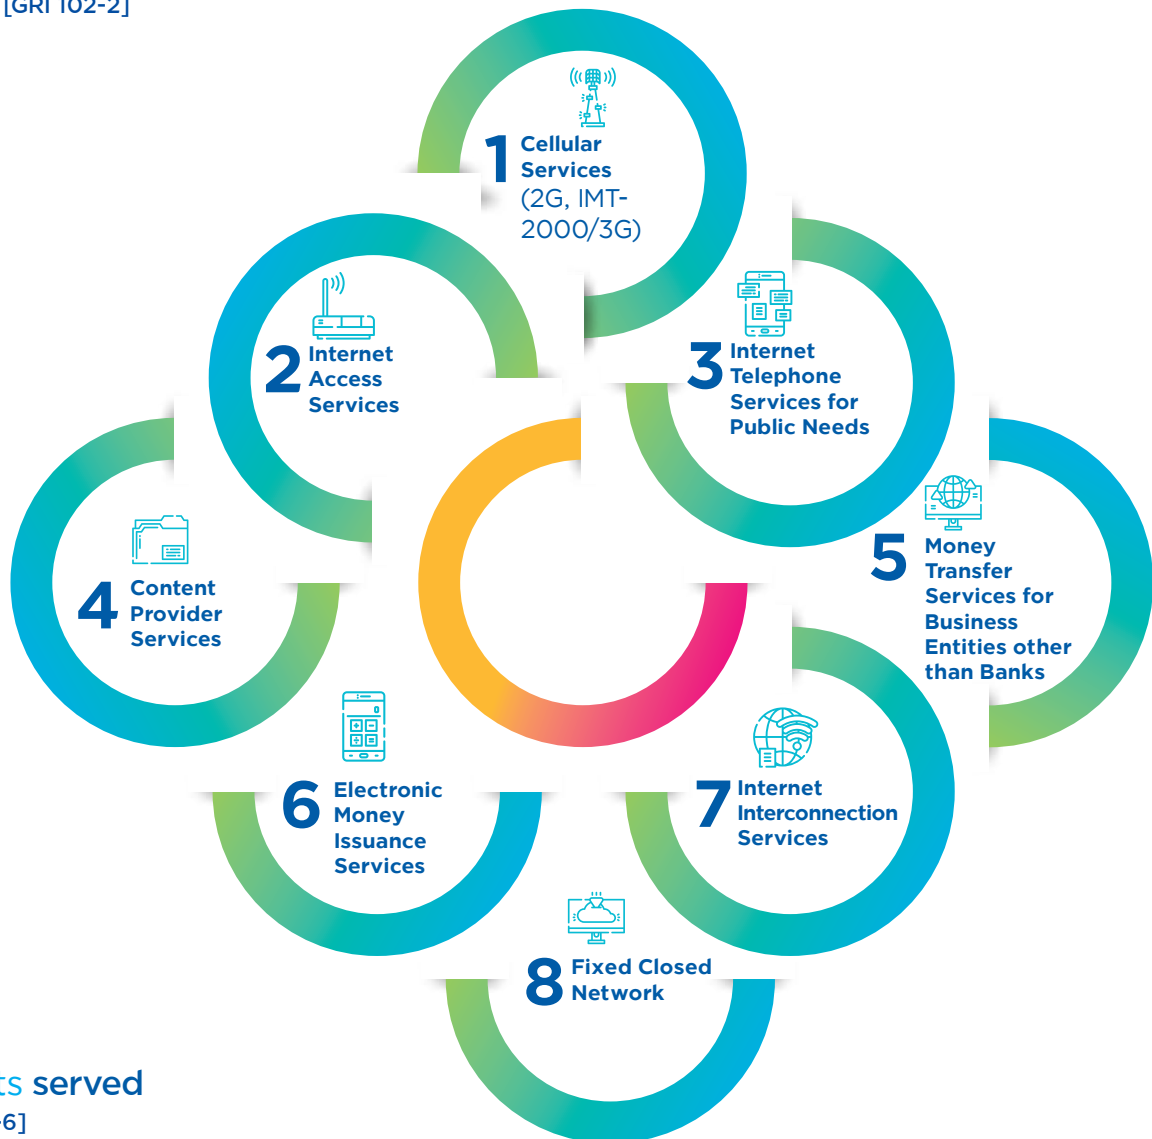 [GRI 102-2]
1 Cellular
Services
(2G, IMT-
2000/3G)
2 Internet
Access
Services
3 Internet
Telephone
Services for
Public Needs
4 Content
Provider
Services
5 Money
Transfer
Services for
Business
Entities other
than Banks
6 Electronic
Money
Issuance
Services
7 Internet
Interconnection
Services
8 Fixed Closed
Network
served
-6]